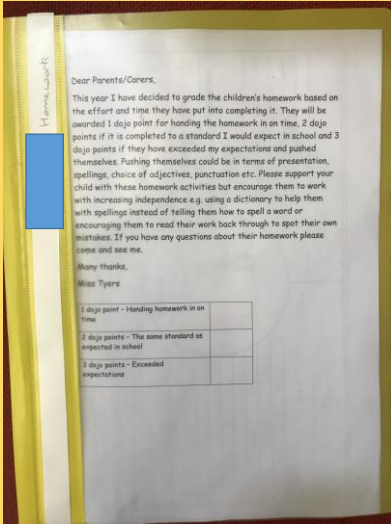 Homework
Dear Parents/Carers,
This year I have decided to grade the children's homework based on
the effort and time they have put into completing it. They will be
awarded 1 dojo point for handing the homework in on time, 2 dojo
points if it is completed to a standard I would expect in school and 3
dojo points if they have exceeded my expectations and pushed
themselves. Pushing themselves could be in terms of presentation,
spellings, choice of adjectives, punctuation etc. Please support your
child with these homework activities but encourage them to work
with increasing independence e.g. using a dictionary to help them
with spellings instead of telling them how to spell a word or
encouraging them to read their work back through to spot their own
mistakes. If you have any questions about their homework please
come and see me.
Many thanks,
Miss Tyers
1 dojo point - Handing homework in on
time
2 dojo points - The same standard as
expected in school
3 dojo points - Exceeded
expectations